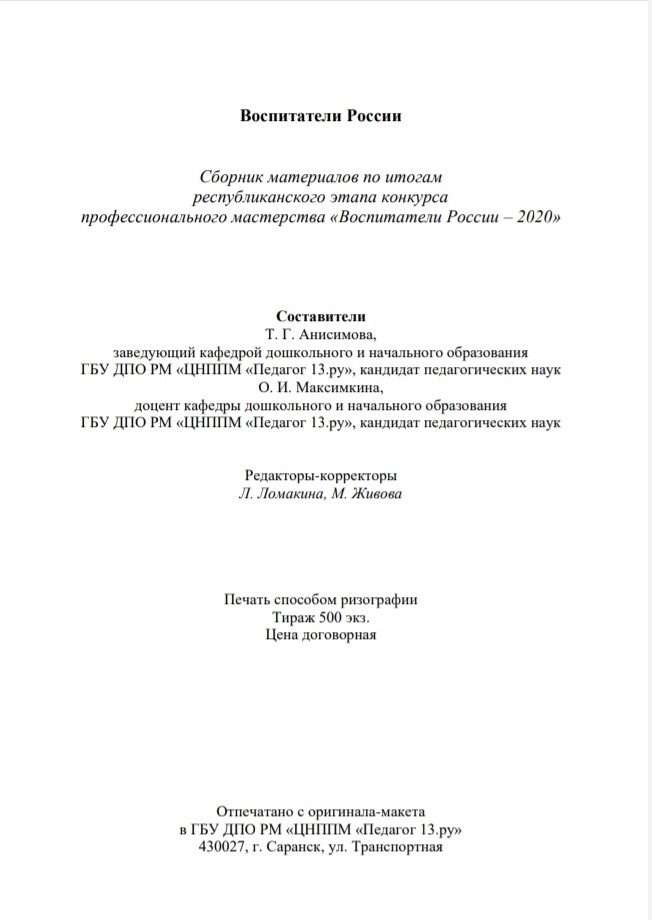 Воспитатели России
Сборник материалов по итогам
республиканского этапа конкурса
профессионального мастерства «Воспитатели России – 2020»
Составители
Т. Г. Анисимова,
заведующий кафедрой дошкольного и начального образования
ГБУ ДПО РМ «ЦНППМ «Педагог 13.ру», кандидат педагогических наук
О. И. Максимкина,
доцент кафедры дошкольного и начального образования
ГБУ ДПО РМ «ЦНППМ «Педагог 13.ру», кандидат педагогических наук
Редакторы-корректоры
Л. Ломакина, М. Живова
Печать способом ризографии
Тираж 500 экз.
Цена договорная
Отпечатано с оригинала-макета
в ГБУ ДПО РМ «ЦНППМ «Педагог 13.ру»
430027, г. Саранск, ул. Транспортная